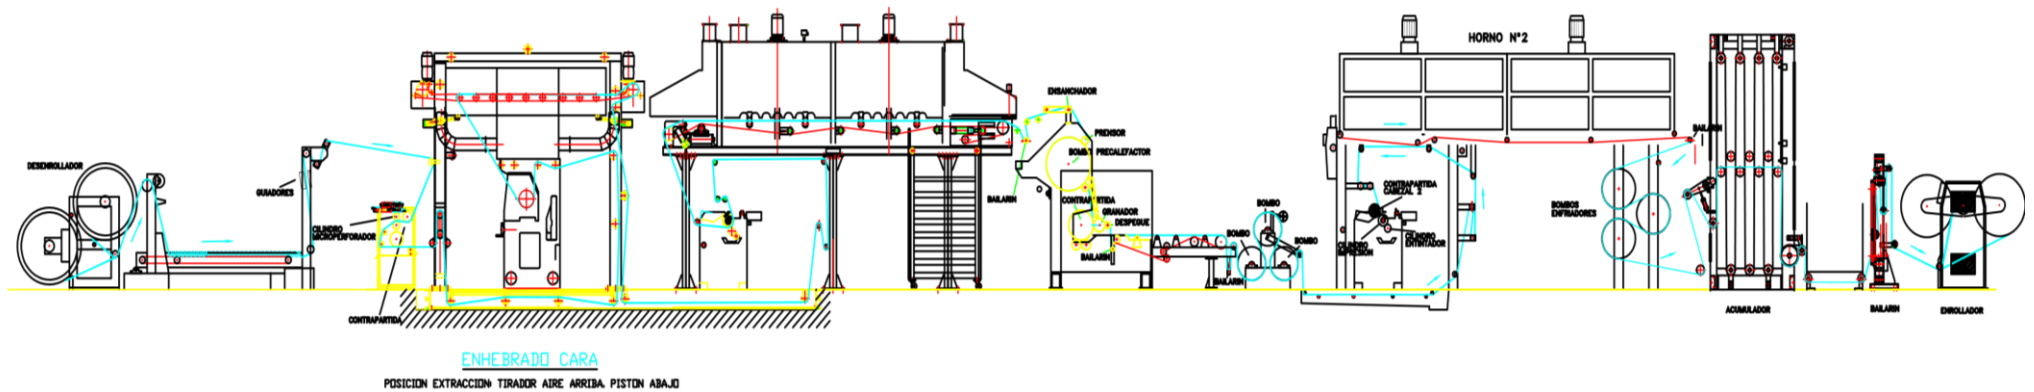 HORNO N°2
ENSANCHADOR
BAILARIN
PRENSOR
BOMBO PRECALEFACTOR
DESENROLLADOR
GUIADORES
CONTRAPARTIDA
CABEZAL 2
BAILARIN
CONTRAPARTIDA
BOMBO
GRANADOR
DESPEGUE
CILINDRO
MICROPERFORADOR
BOMBOS
ENFRIADORES
CILINDRO
ENTINTADOR
BOMBO
BOMBO
CILINDRO
IMPRESION
BAILARIN
BAILARIN
CONTRAPARTIDA
ACUMULADOR
BAILARIN
ENROLLADOR
ENHEBRADO CARA
POSICION EXTRACCION: TIRADOR AIRE ARRIBA, PISTON ABAJO